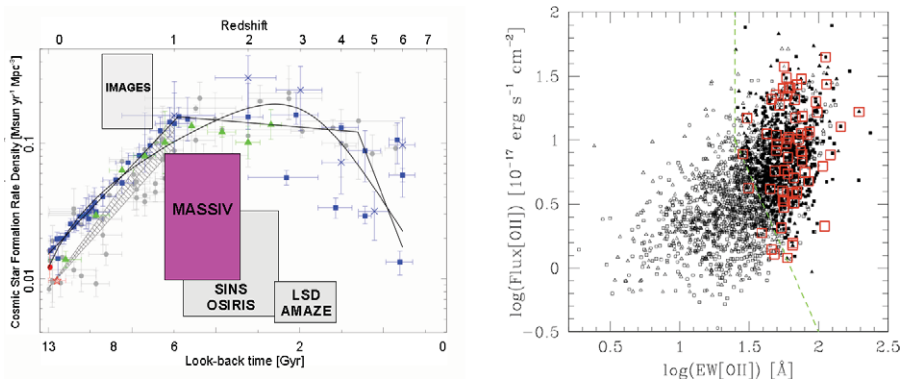 Redshift
0 1 2 3 4 5 6 7
Cosmic Star Formation Rate Density [Msun yr⁻¹ Mpc⁻³]
0.1
0.01
IMAGES
MASSIV
SINS
OSIRIS
LSD
AMAZE
13 8 6 4 2 0
Look-back time [Gyr]
log(Flux[OII]) [10⁻¹⁷ erg s⁻¹ cm⁻²]
2
1.5
1
0.5
0
-0.5
0.5 1 1.5 2 2.5
log(EW[OII]) [Å]